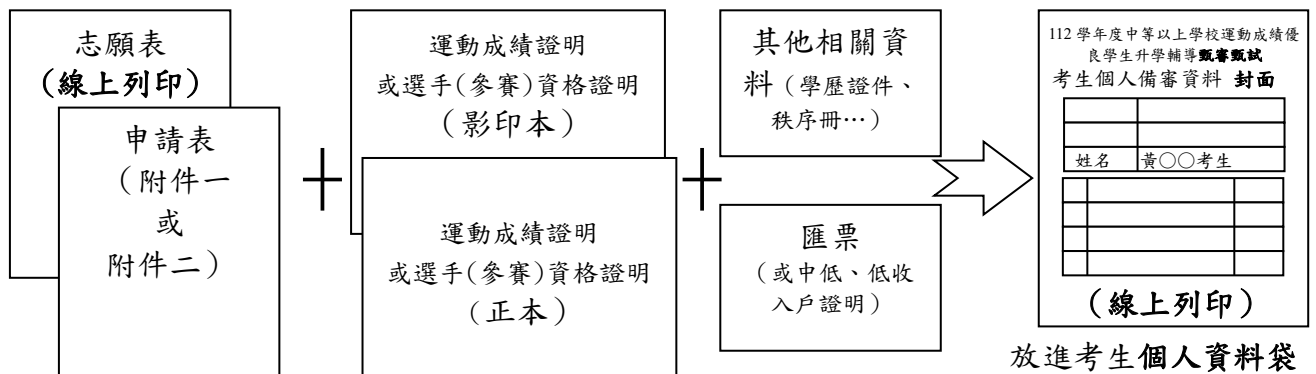 志願表
(線上列印)
申請表
(附件一
或
附件二)
運動成績證明
或選手(參賽)資格證明
(影印本)
運動成績證明
或選手(參賽)資格證明
(正本)
其他相關資
料(學歷證件、
秩序冊…)
匯票
(或中低、低收
入戶證明)
112 學年度中等以上學校運動成績優
良學生升學輔導甄審甄試
考生個人備審資料 封面
姓名 黃○○考生
(線上列印)
放進考生個人資料袋